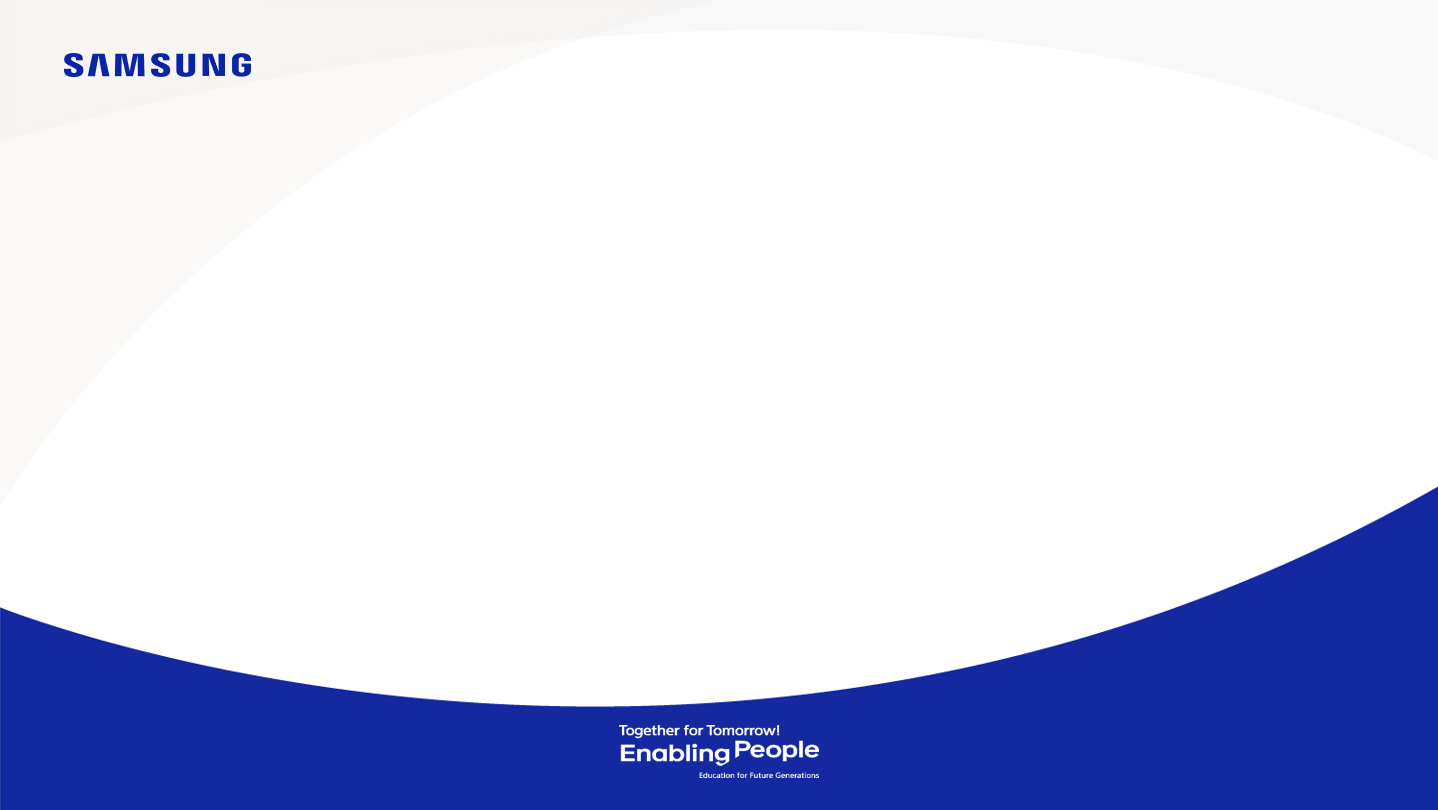 SAMSUNG
Together for Tomorrow!
Enabling People
Education for Future Generations